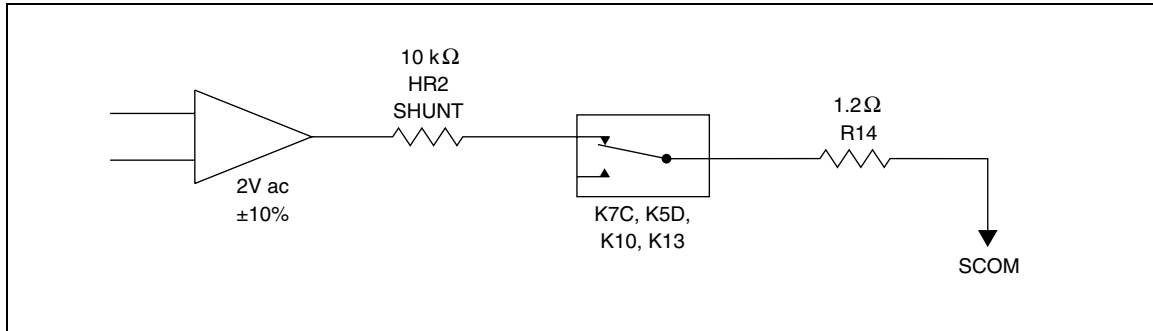 10 kΩ
HR2
SHUNT
1.2Ω
R14
2V ac
±10%
K7C, K5D,
K10, K13
SCOM